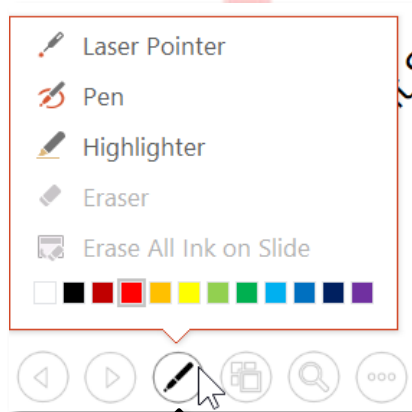 Laser Pointer
Pen
Highlighter
Eraser
Erase All Ink on Slide